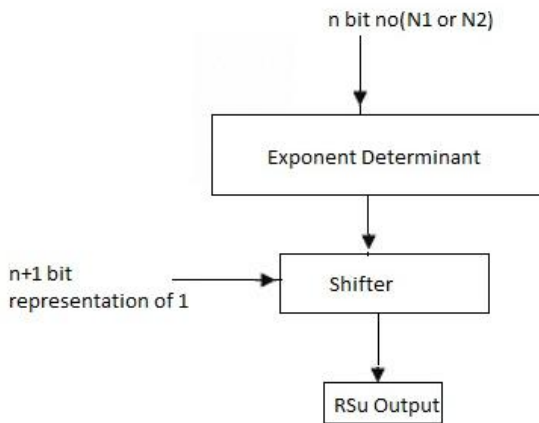 n bit no(N1 or N2)
Exponent Determinant
n+1 bit
representation of 1
Shifter
RSu Output